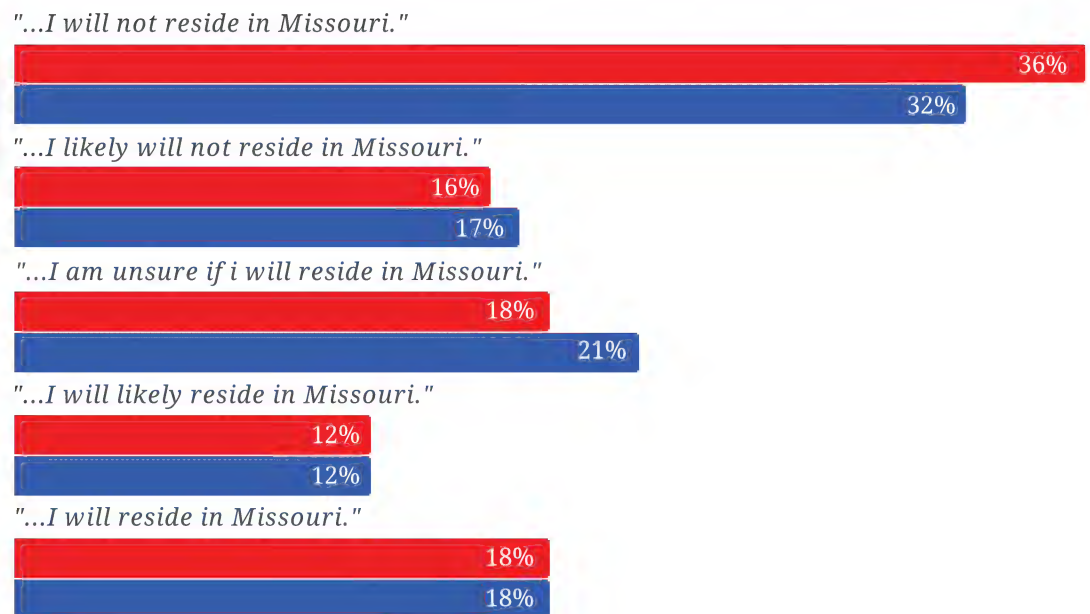 "...I will not reside in Missouri."
36%
32%
"...I likely will not reside in Missouri."
16%
17%
"...I am unsure if i will reside in Missouri."
18%
21%
"...I will likely reside in Missouri."
12%
12%
"...I will reside in Missouri."
18%
18%